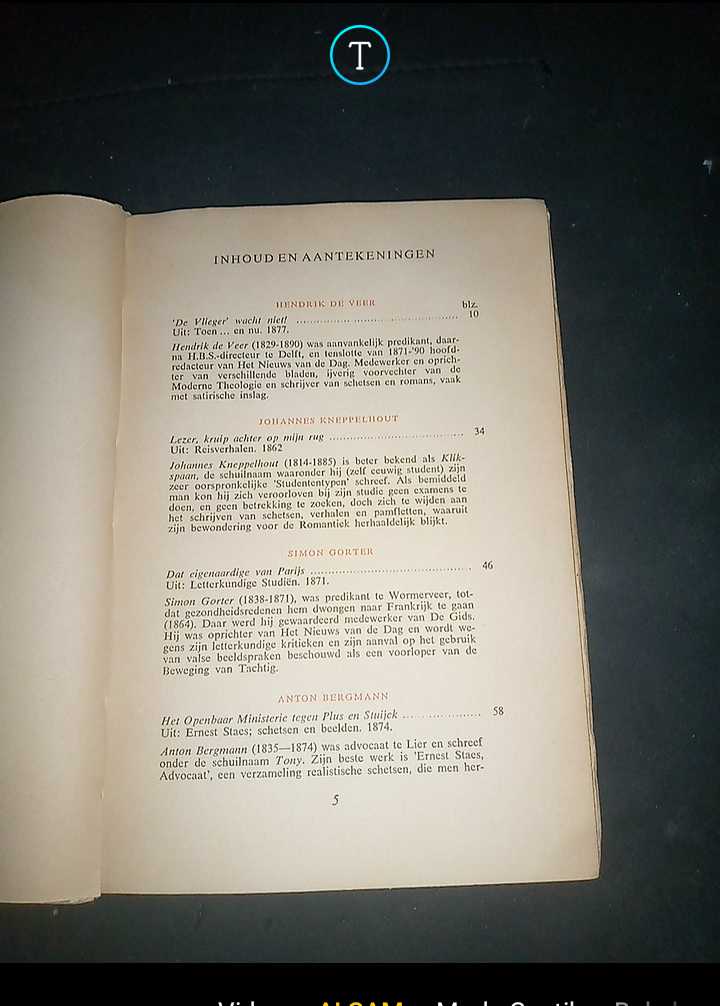 T
INHOUD EN AANTEKENINGEN
HENDRIK DE VEER
blz.
'De Vlieger' wacht niet! ............................................. 10
Uit: Toen ... en nu. 1877.
Hendrik de Veer (1829-1890) was aanvankelijk predikant, daar-
na H.B.S.-directeur te Delft, en tenslotte van 1871-'90 hoofd-
redacteur van Het Nieuws van de Dag. Medewerker en oprich-
ter van verschillende bladen, ijverig voorvechter van de
Moderne Theologie en schrijver van schetsen en romans, vaak
met satirische inslag.
JOHANNES KNEPPELHOUT
Lezer, kruip achter op mijn rug ..................................... 34
Uit: Reisverhalen. 1862
Johannes Kneppelhout (1814-1885) is beter bekend als Klik-
spaan, de schuilnaam waaronder hij (zelf eeuwig student) zijn
zeer oorspronkelijke 'Studententypen' schreef. Als bemiddeld
man kon hij zich veroorloven bij zijn studie geen examens te
doen, en geen betrekking te zoeken, doch zich te wijden aan
het schrijven van schetsen, verhalen en pamfletten, waaruit
zijn bewondering voor de Romantiek herhaaldelijk blijkt.
SIMON GORTER
Dat eigenaardige van Parijs ........................................... 46
Uit: Letterkundige Studiën. 1871.
Simon Gorter (1838-1871), was predikant te Wormerveer, tot-
dat gezondheidsredenen hem dwongen naar Frankrijk te gaan
(1864). Daar werd hij gewaardeerd medewerker van De Gids.
Hij was oprichter van Het Nieuws van de Dag en wordt we-
gens zijn letterkundige kritieken en zijn aanval op het gebruik
van valse beeldspraken beschouwd als een voorloper van de
Beweging van Tachtig.
ANTON BERGMANN
Het Openbaar Ministerie tegen Plus en Stuijck .................... 58
Uit: Ernest Staes; schetsen en beelden. 1874.
Anton Bergmann (1835—1874) was advocaat te Lier en schreef
onder de schuilnaam Tony. Zijn beste werk is 'Ernest Staes,
Advocaat', een verzameling realistische schetsen, die men her-
5